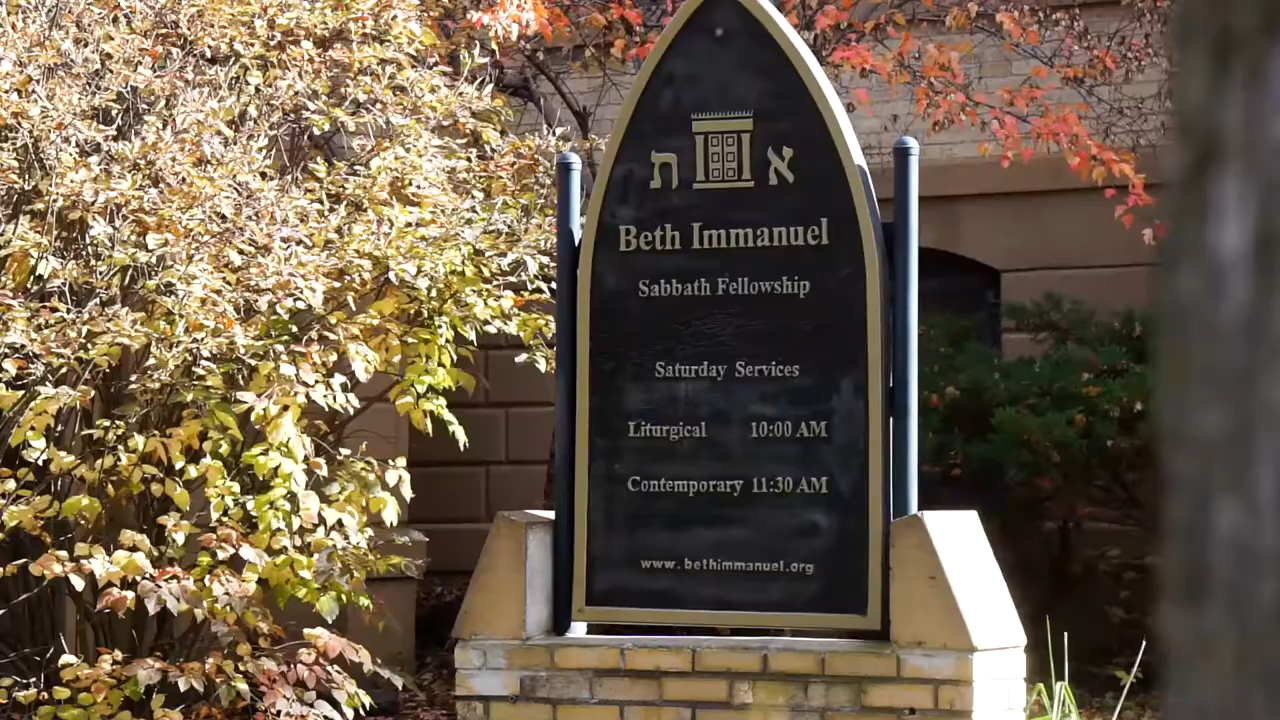 א ת
Beth Immanuel
Sabbath Fellowship
Saturday Services
Liturgical 10:00 AM
Contemporary 11:30 AM
www.bethimmanuel.org